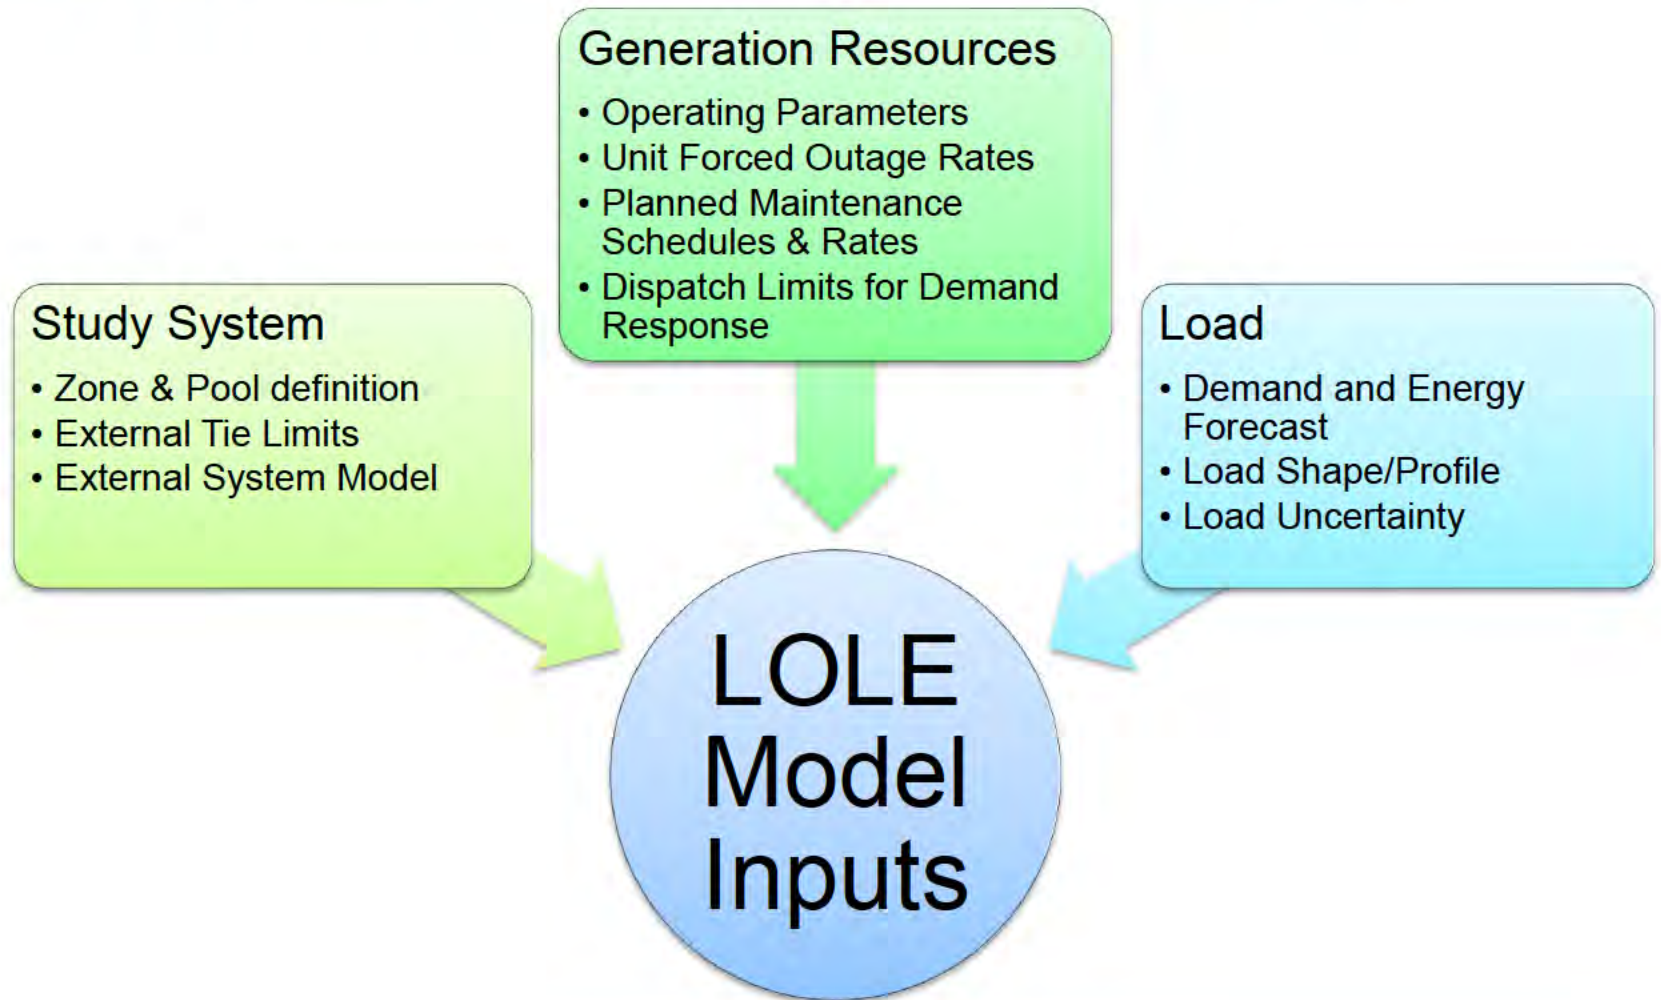 Generation Resources
• Operating Parameters
• Unit Forced Outage Rates
• Planned Maintenance
Schedules & Rates
• Dispatch Limits for Demand
Response
Study System
• Zone & Pool definition
• External Tie Limits
• External System Model
Load
• Demand and Energy
Forecast
• Load Shape/Profile
• Load Uncertainty
LOLE
Model
Inputs